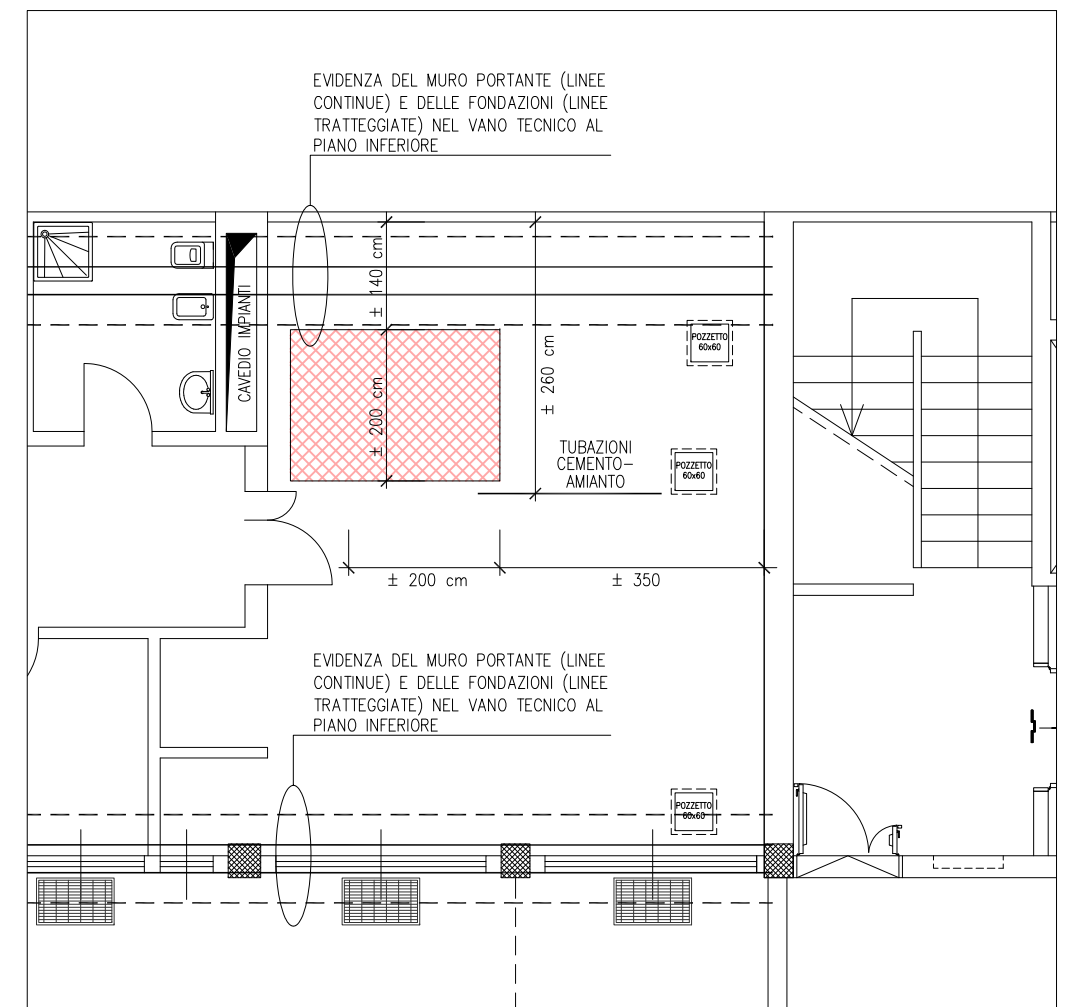 EVIDENZA DEL MURO PORTANTE (LINEE
CONTINUE) E DELLE FONDAZIONI (LINEE
TRATTEGGIATE) NEL VANO TECNICO AL
PIANO INFERIORE
± 140 cm
CAVEDIO IMPIANTI
POZZETTO
60x60
± 260 cm
± 200 cm
TUBAZIONI
CEMENTO-
AMIANTO
POZZETTO
60x60
± 200 cm
± 350
EVIDENZA DEL MURO PORTANTE (LINEE
CONTINUE) E DELLE FONDAZIONI (LINEE
TRATTEGGIATE) NEL VANO TECNICO AL
PIANO INFERIORE
POZZETTO
60x60